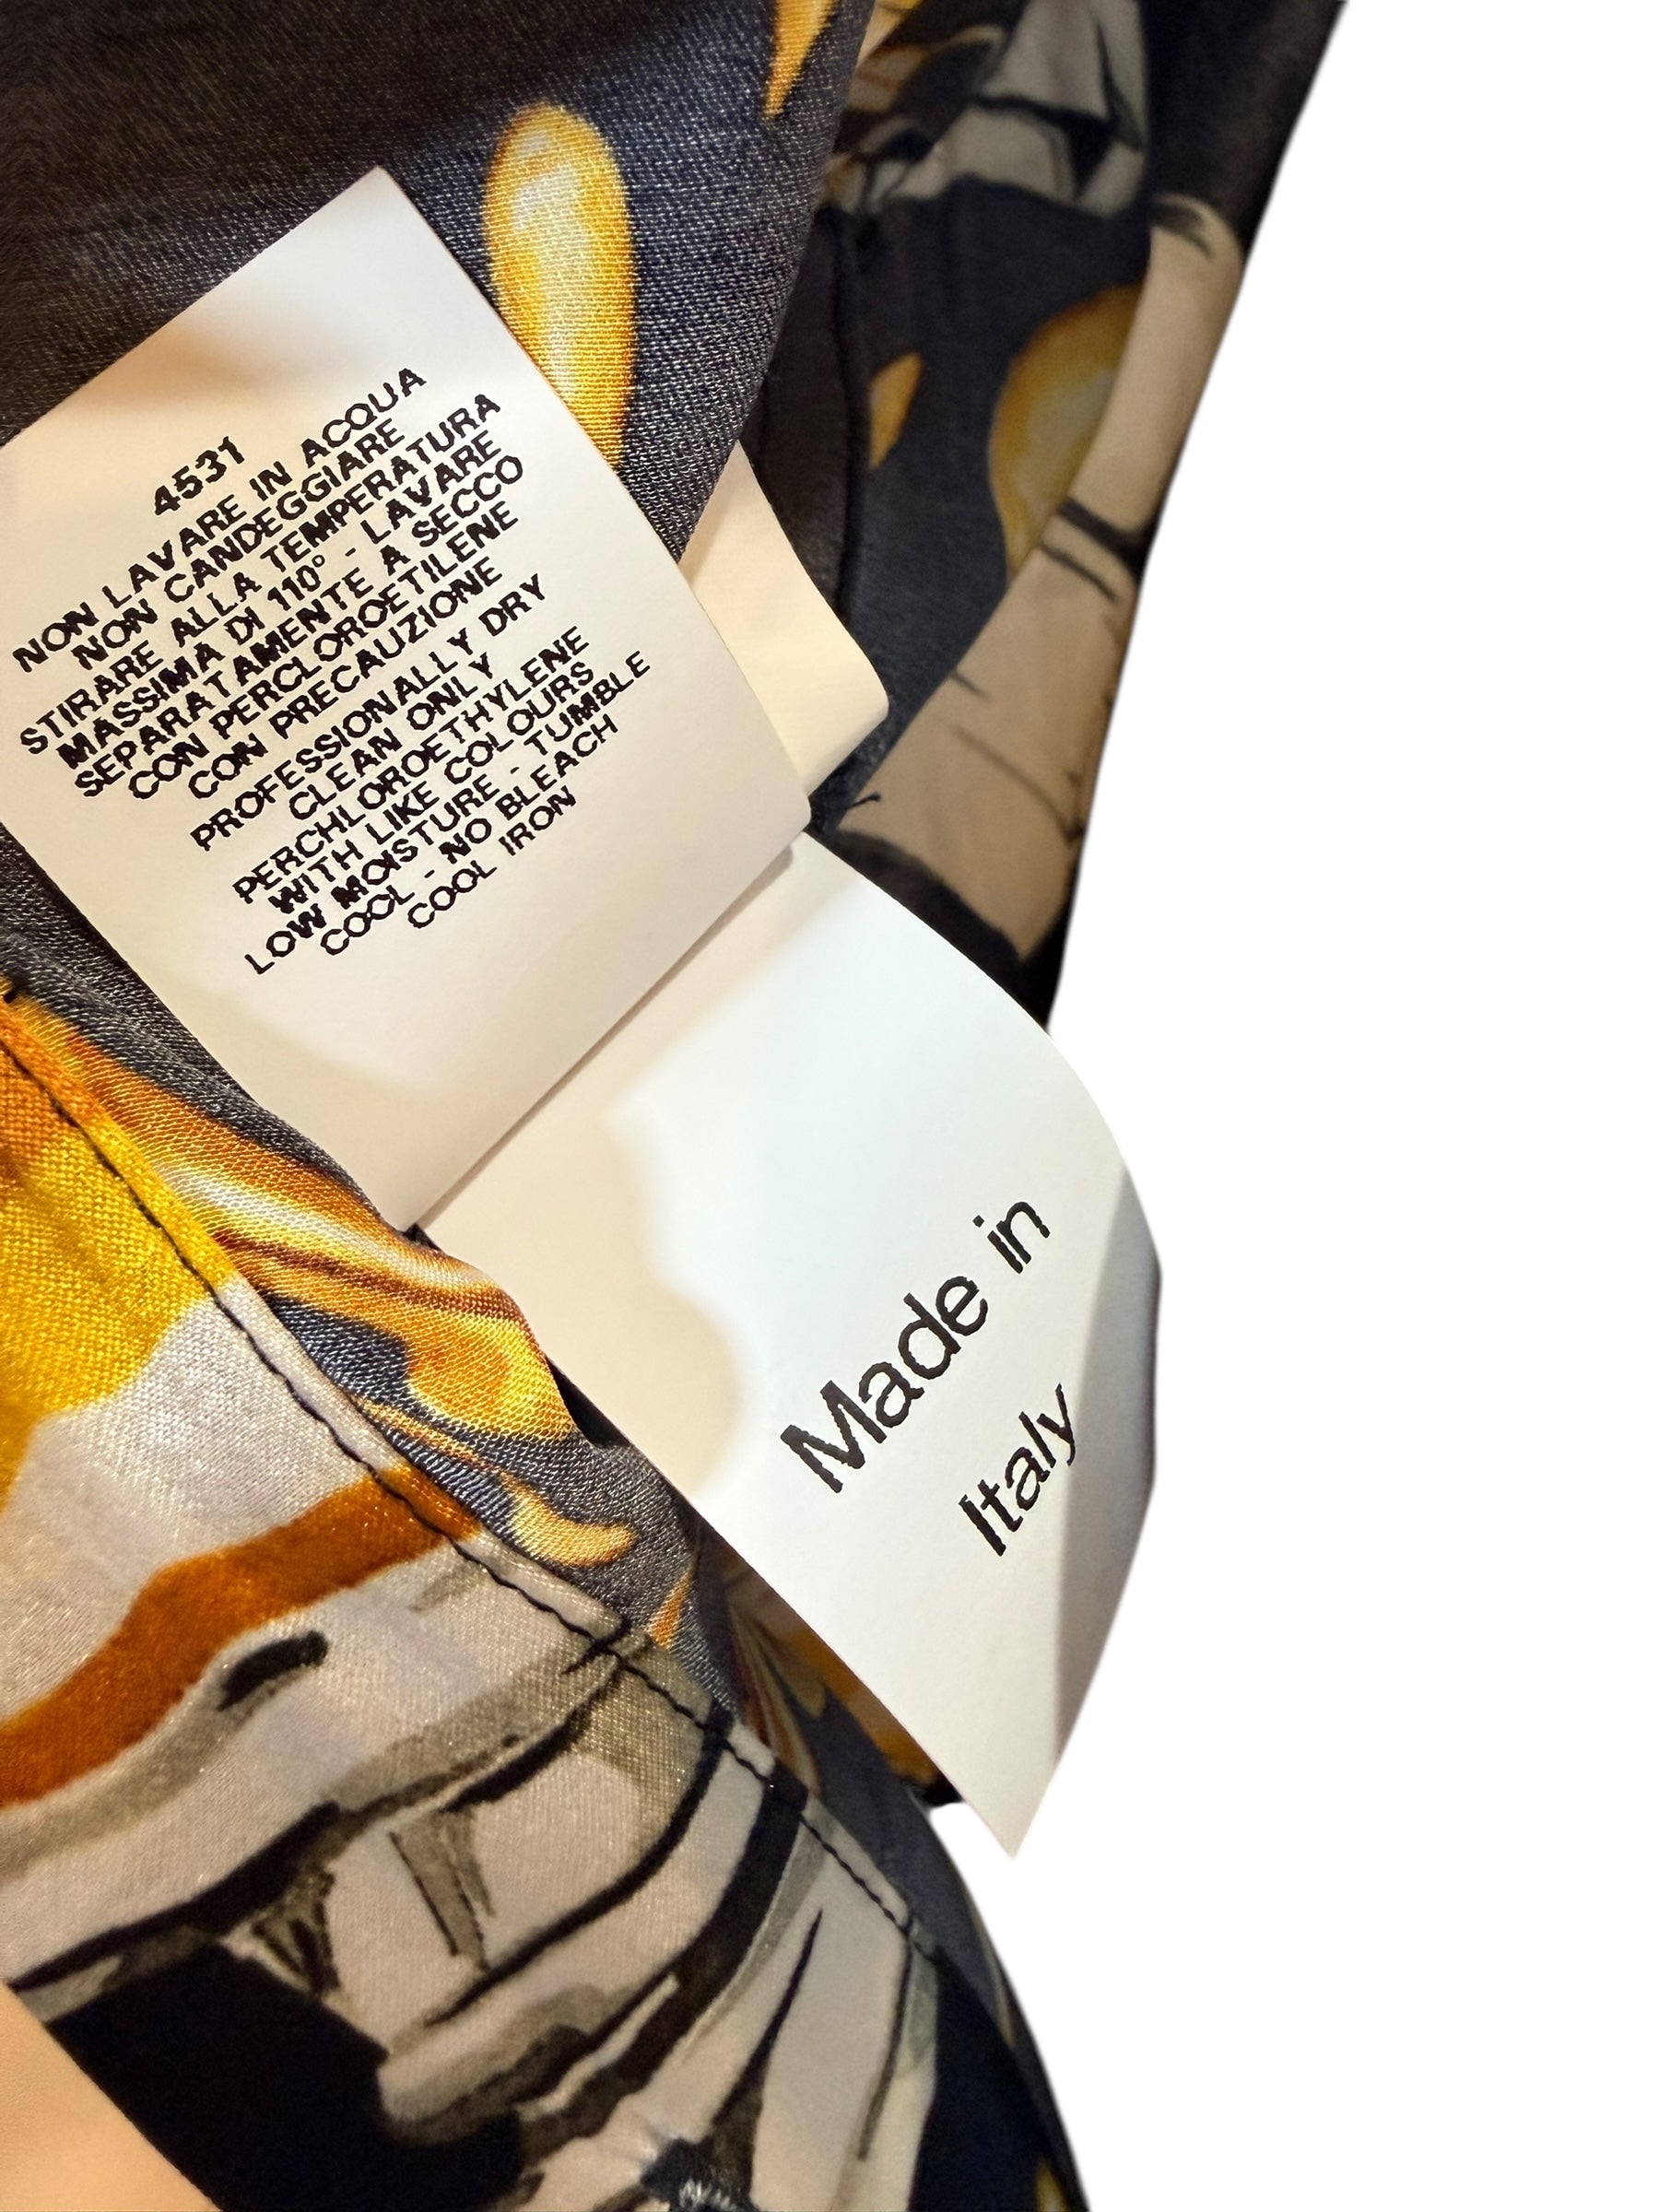 4531
NON LAVARE IN ACQUA
NON CANDEGGIARE
STIRARE ALLA TEMPERATURA
MASSIMA DI 110° - LAVARE
SEPARATAMENTE A SECCO
CON PERCLOROETILENE
CON PRECAUZIONE
PROFESSIONALLY DRY
CLEAN ONLY
PERCHLOROETHYLENE
WITH LIKE COLOURS
LOW MOISTURE - TUMBLE
COOL - NO BLEACH
COOL IRON
Made in
Italy